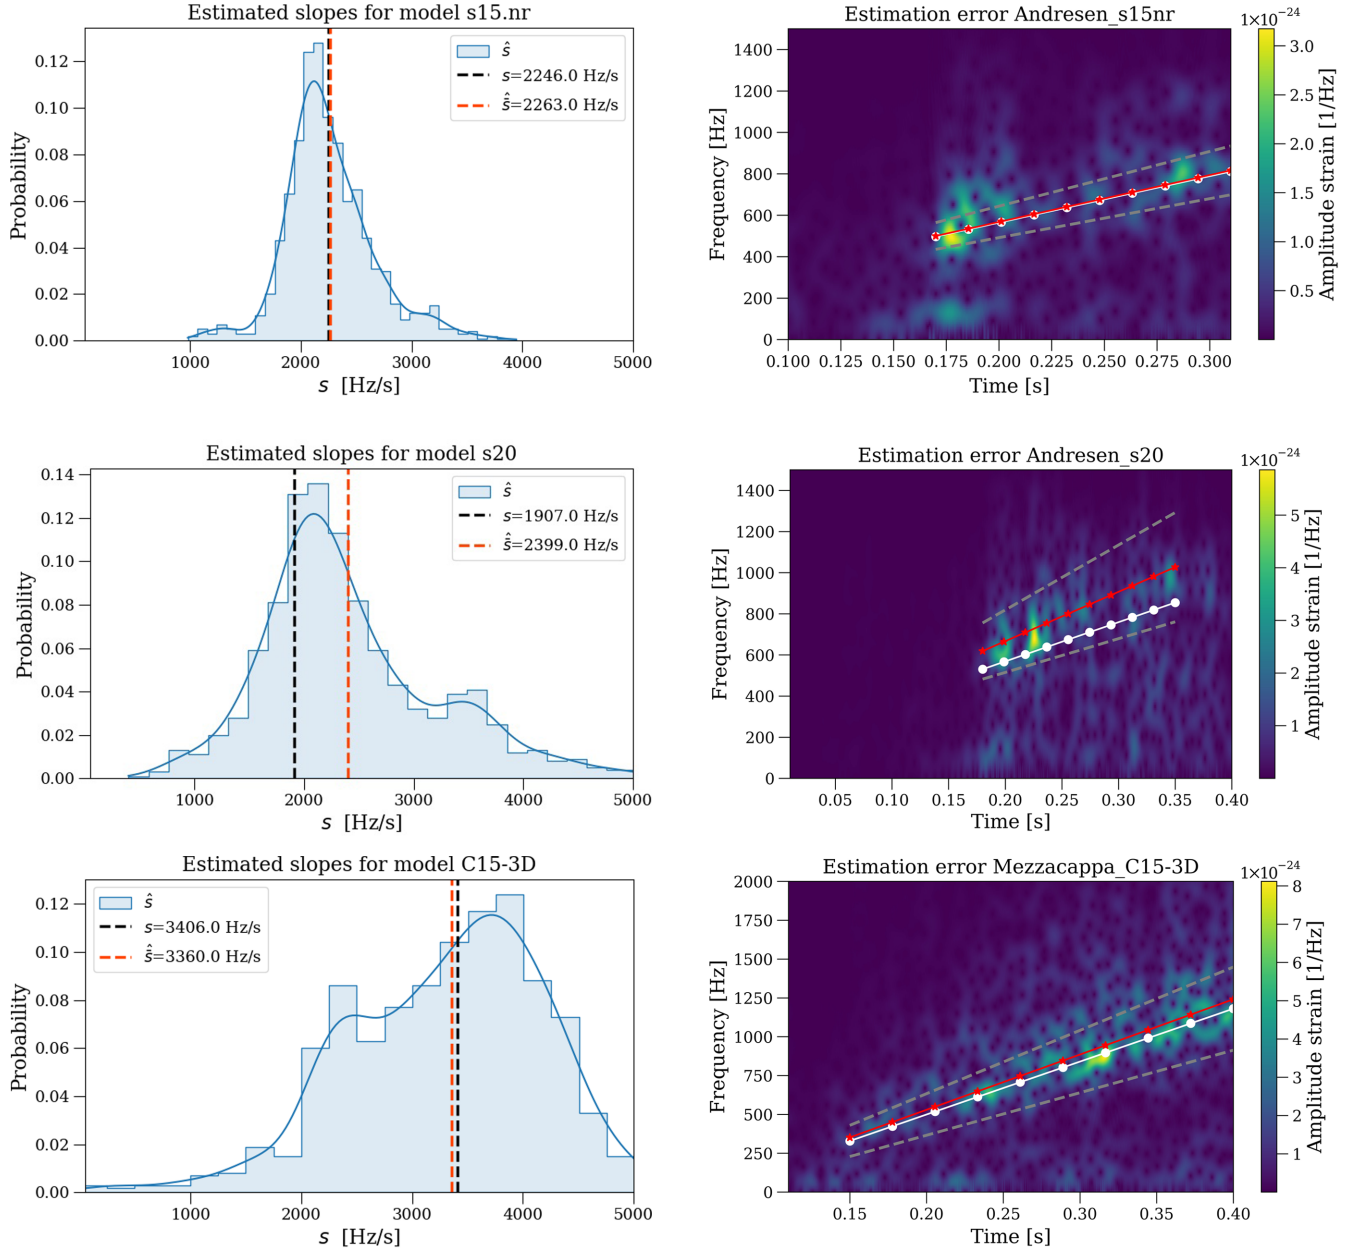 Estimated slopes for model s15.nr
Probability
0.12
0.10
0.08
0.06
0.04
0.02
0.00
ŝ
s=2246.0 Hz/s
s̄̂=2263.0 Hz/s
1000 2000 3000 4000 5000
s [Hz/s]
Estimation error Andresen_s15nr
Frequency [Hz]
1400
1200
1000
800
600
400
200
0
0.100 0.125 0.150 0.175 0.200 0.225 0.250 0.275 0.300
Time [s]
1×10⁻²⁴
3.0
2.5
2.0
1.5
1.0
0.5
Amplitude strain [1/Hz]
Estimated slopes for model s20
Probability
0.14
0.12
0.10
0.08
0.06
0.04
0.02
0.00
ŝ
s=1907.0 Hz/s
s̄̂=2399.0 Hz/s
1000 2000 3000 4000 5000
s [Hz/s]
Estimation error Andresen_s20
Frequency [Hz]
1400
1200
1000
800
600
400
200
0
0.05 0.10 0.15 0.20 0.25 0.30 0.35 0.40
Time [s]
1×10⁻²⁴
5
4
3
2
1
Amplitude strain [1/Hz]
Estimated slopes for model C15-3D
Probability
0.12
0.10
0.08
0.06
0.04
0.02
0.00
ŝ
s=3406.0 Hz/s
s̄̂=3360.0 Hz/s
1000 2000 3000 4000 5000
s [Hz/s]
Estimation error Mezzacappa_C15-3D
Frequency [Hz]
2000
1750
1500
1250
1000
750
500
250
0
0.15 0.20 0.25 0.30 0.35 0.40
Time [s]
1×10⁻²⁴
8
7
6
5
4
3
2
1
Amplitude strain [1/Hz]